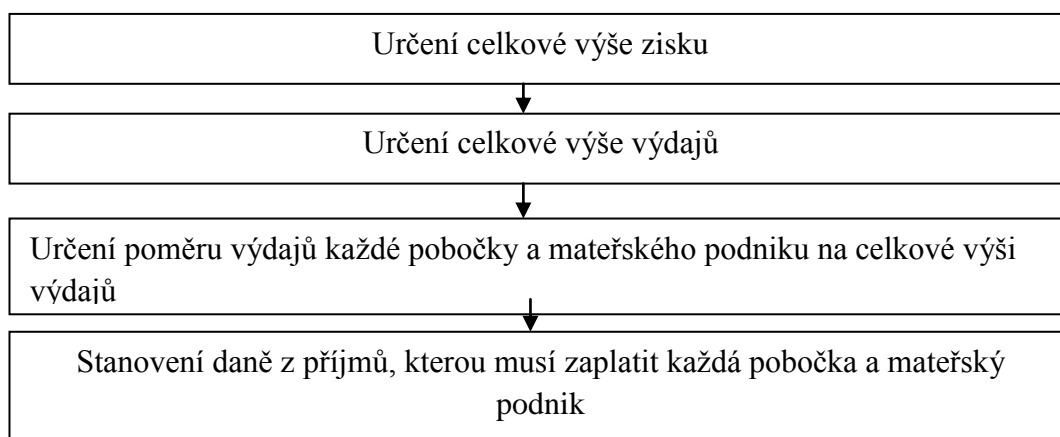 Určení celkové výše zisku
Určení celkové výše výdajů
Určení poměru výdajů každé pobočky a mateřského podniku na celkové výši
výdajů
Stanovení daně z příjmů, kterou musí zaplatit každá pobočka a mateřský
podnik